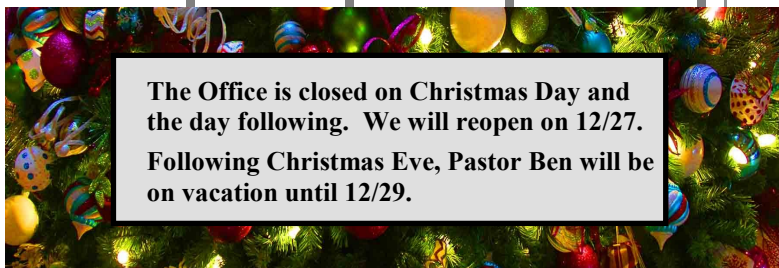 The Office is closed on Christmas Day and
the day following.  We will reopen on 12/27.
Following Christmas Eve, Pastor Ben will be
on vacation until 12/29.